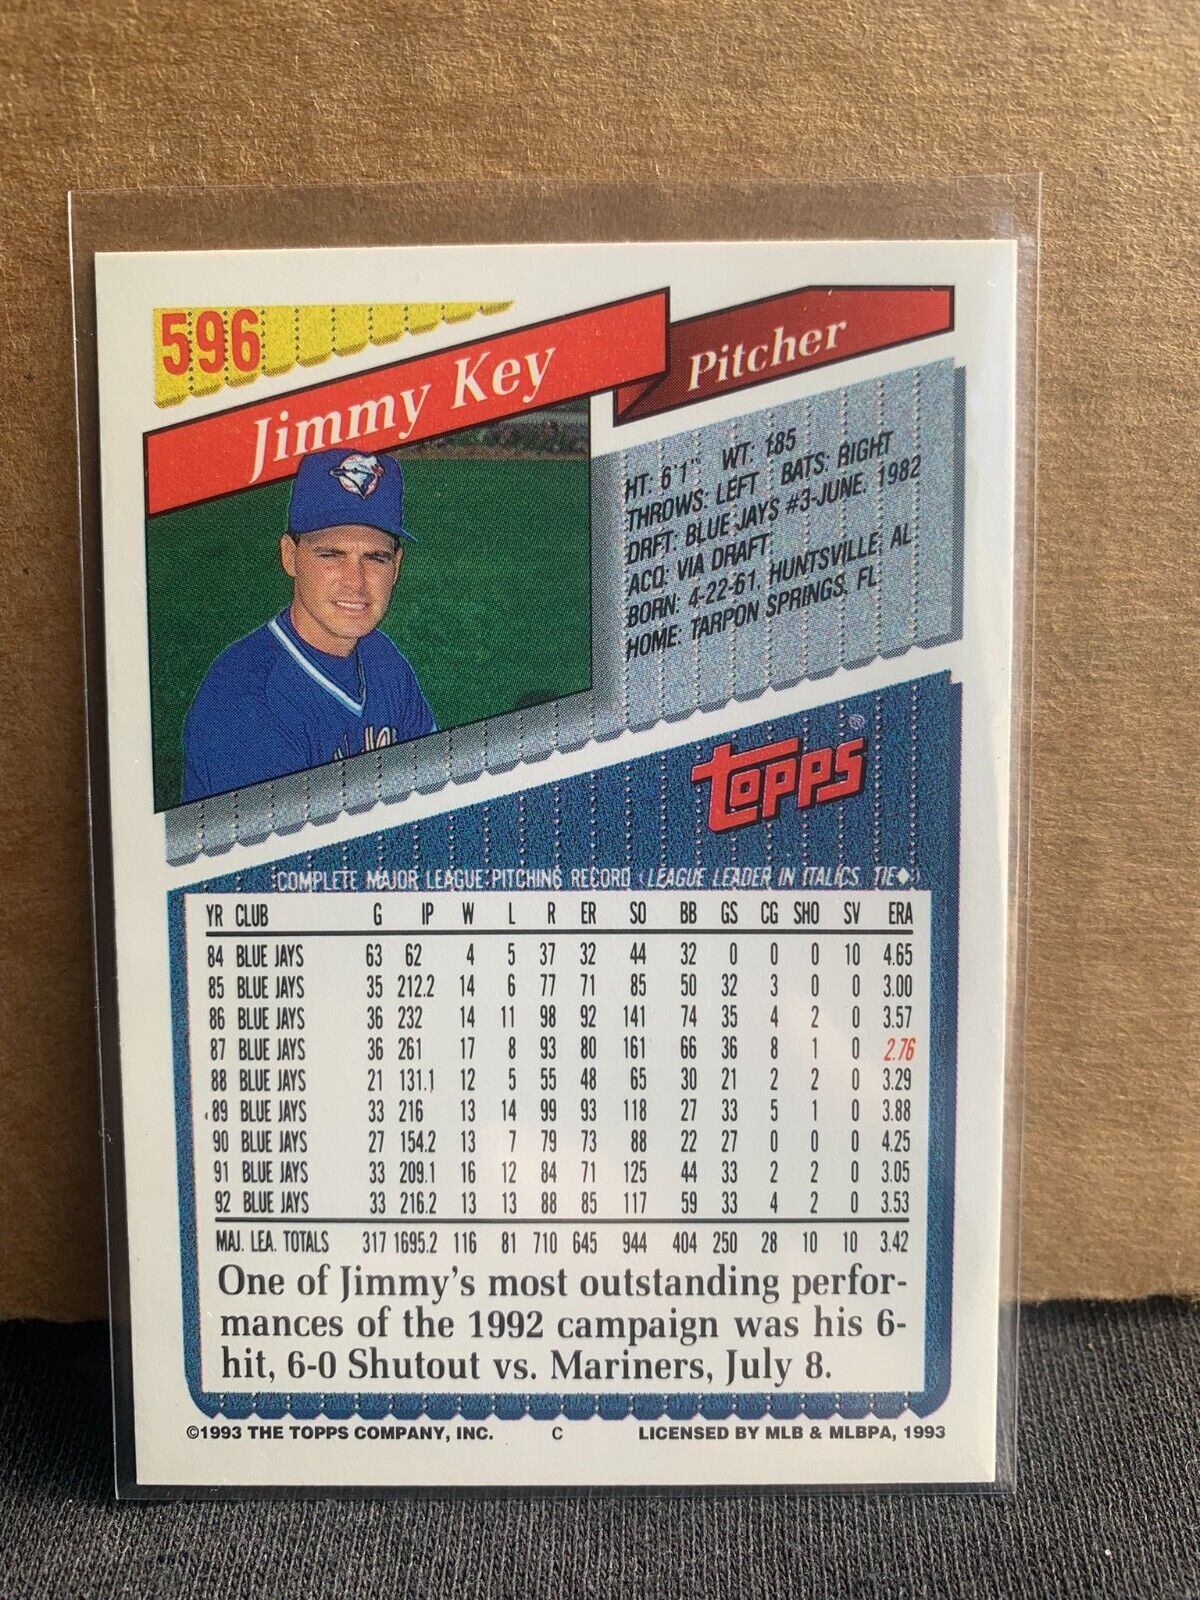 596
Jimmy Key
Pitcher
HT: 6'1" WT: 185
THROWS: LEFT BATS: RIGHT
DRFT: BLUE JAYS #3-JUNE, 1982
ACQ: VIA DRAFT
BORN: 4-22-61, HUNTSVILLE, AL
HOME: TARPON SPRINGS, FL
topps®
COMPLETE MAJOR LEAGUE PITCHING RECORD (LEAGUE LEADER IN ITALICS, TIE◆)
YR CLUB G IP W L R ER SO BB GS CG SHO SV ERA
84 BLUE JAYS 63 62 4 5 37 32 44 32 0 0 0 10 4.65
85 BLUE JAYS 35 212.2 14 6 77 71 85 50 32 3 0 0 3.00
86 BLUE JAYS 36 232 14 11 98 92 141 74 35 4 2 0 3.57
87 BLUE JAYS 36 261 17 8 93 80 161 66 36 8 1 0 2.76
88 BLUE JAYS 21 131.1 12 5 55 48 65 30 21 2 2 0 3.29
89 BLUE JAYS 33 216 13 14 99 93 118 27 33 5 1 0 3.88
90 BLUE JAYS 27 154.2 13 7 79 73 88 22 27 0 0 0 4.25
91 BLUE JAYS 33 209.1 16 12 84 71 125 44 33 2 2 0 3.05
92 BLUE JAYS 33 216.2 13 13 88 85 117 59 33 4 2 0 3.53
MAJ. LEA. TOTALS 317 1695.2 116 81 710 645 944 404 250 28 10 10 3.42
One of Jimmy's most outstanding perfor-
mances of the 1992 campaign was his 6-
hit, 6-0 Shutout vs. Mariners, July 8.
©1993 THE TOPPS COMPANY, INC. C LICENSED BY MLB & MLBPA, 1993